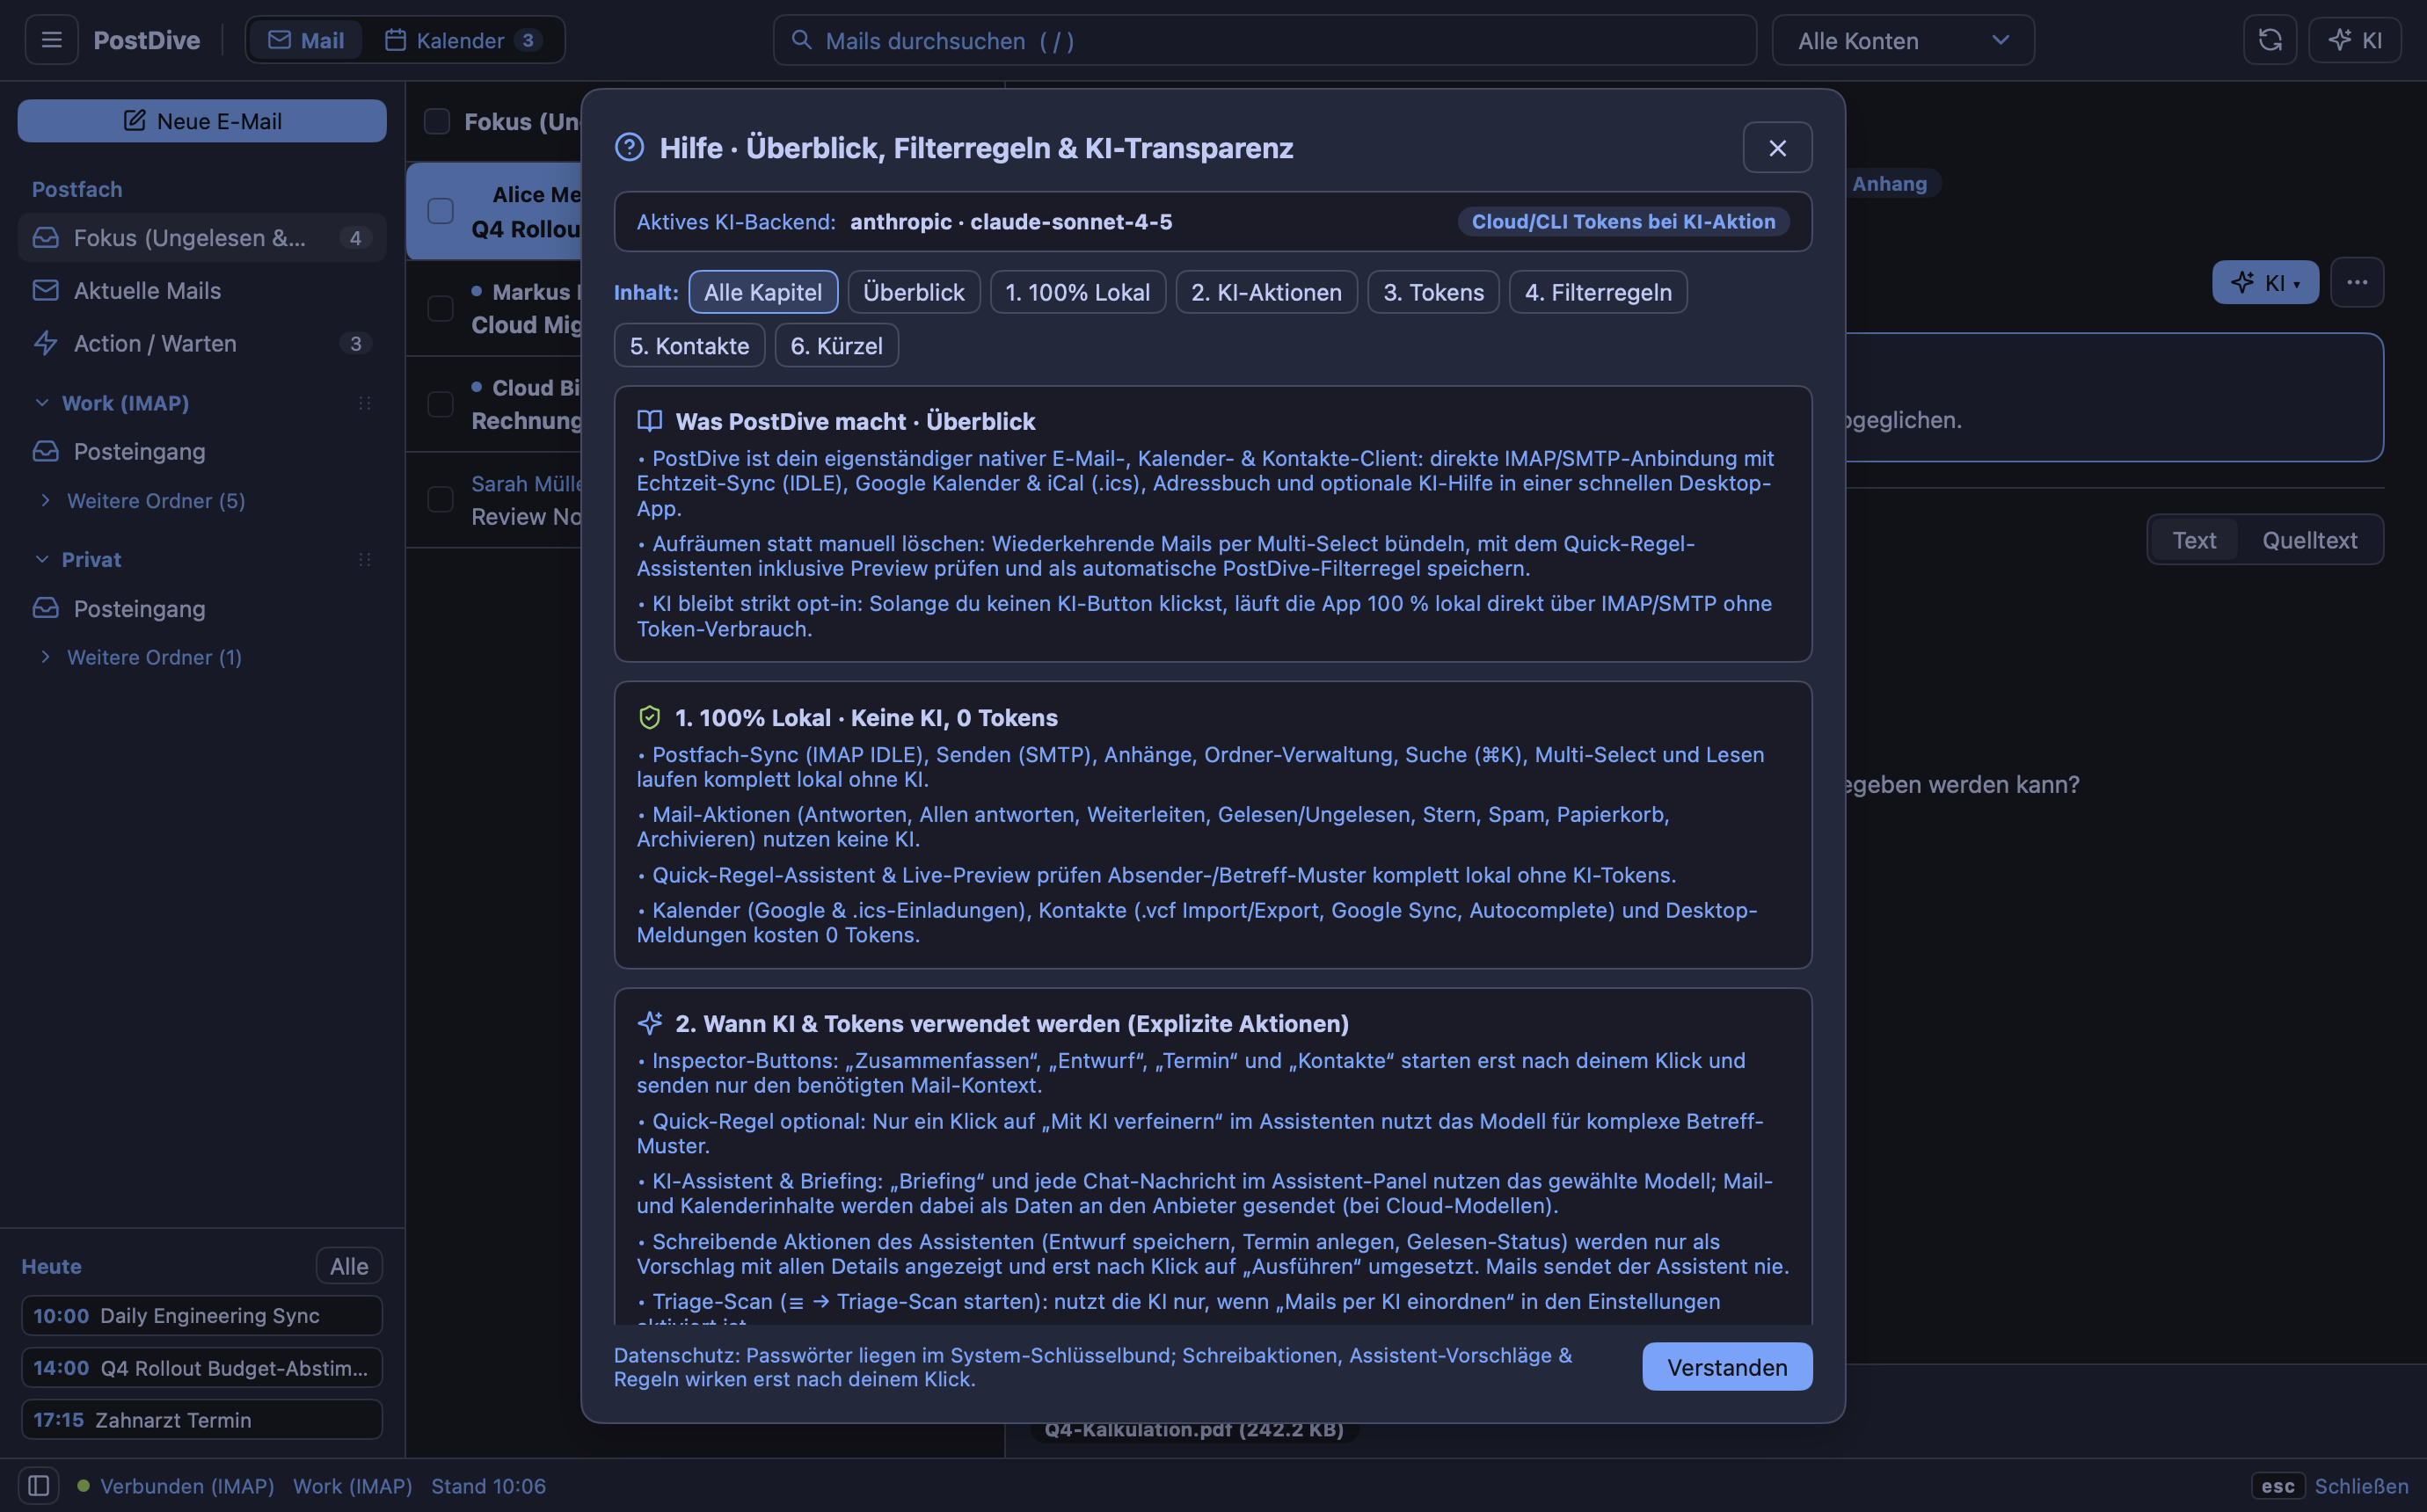 PostDive
Mail
Kalender 3
Mails durchsuchen ( / )
Alle Konten
KI
Neue E-Mail
Postfach
Fokus (Ungelesen &... 4
Aktuelle Mails
Action / Warten 3
Work (IMAP)
Posteingang
Weitere Ordner (5)
Privat
Posteingang
Weitere Ordner (1)
Heute Alle
10:00 Daily Engineering Sync
14:00 Q4 Rollout Budget-Abstim...
17:15 Zahnarzt Termin
Fokus (Un
Alice Me
Q4 Rollou
Markus
Cloud Mig
Cloud Bi
Rechnung
Sarah Mülle
Review No
Hilfe · Überblick, Filterregeln & KI-Transparenz
Aktives KI-Backend: anthropic · claude-sonnet-4-5
Cloud/CLI Tokens bei KI-Aktion
Inhalt: Alle Kapitel Überblick 1. 100% Lokal 2. KI-Aktionen 3. Tokens 4. Filterregeln
5. Kontakte 6. Kürzel
Was PostDive macht · Überblick
• PostDive ist dein eigenständiger nativer E-Mail-, Kalender- & Kontakte-Client: direkte IMAP/SMTP-Anbindung mit
Echtzeit-Sync (IDLE), Google Kalender & iCal (.ics), Adressbuch und optionale KI-Hilfe in einer schnellen Desktop-
App.
• Aufräumen statt manuell löschen: Wiederkehrende Mails per Multi-Select bündeln, mit dem Quick-Regel-
Assistenten inklusive Preview prüfen und als automatische PostDive-Filterregel speichern.
• KI bleibt strikt opt-in: Solange du keinen KI-Button klickst, läuft die App 100 % lokal direkt über IMAP/SMTP ohne
Token-Verbrauch.
1. 100% Lokal · Keine KI, 0 Tokens
• Postfach-Sync (IMAP IDLE), Senden (SMTP), Anhänge, Ordner-Verwaltung, Suche (⌘K), Multi-Select und Lesen
laufen komplett lokal ohne KI.
• Mail-Aktionen (Antworten, Allen antworten, Weiterleiten, Gelesen/Ungelesen, Stern, Spam, Papierkorb,
Archivieren) nutzen keine KI.
• Quick-Regel-Assistent & Live-Preview prüfen Absender-/Betreff-Muster komplett lokal ohne KI-Tokens.
• Kalender (Google & .ics-Einladungen), Kontakte (.vcf Import/Export, Google Sync, Autocomplete) und Desktop-
Meldungen kosten 0 Tokens.
2. Wann KI & Tokens verwendet werden (Explizite Aktionen)
• Inspector-Buttons: „Zusammenfassen“, „Entwurf“, „Termin“ und „Kontakte“ starten erst nach deinem Klick und
senden nur den benötigten Mail-Kontext.
• Quick-Regel optional: Nur ein Klick auf „Mit KI verfeinern“ im Assistenten nutzt das Modell für komplexe Betreff-
Muster.
• KI-Assistent & Briefing: „Briefing“ und jede Chat-Nachricht im Assistent-Panel nutzen das gewählte Modell; Mail-
und Kalenderinhalte werden dabei als Daten an den Anbieter gesendet (bei Cloud-Modellen).
• Schreibende Aktionen des Assistenten (Entwurf speichern, Termin anlegen, Gelesen-Status) werden nur als
Vorschlag mit allen Details angezeigt und erst nach Klick auf „Ausführen“ umgesetzt. Mails sendet der Assistent nie.
• Triage-Scan (≡ → Triage-Scan starten): nutzt die KI nur, wenn „Mails per KI einordnen“ in den Einstellungen
Datenschutz: Passwörter liegen im System-Schlüsselbund; Schreibaktionen, Assistent-Vorschläge &
Regeln wirken erst nach deinem Klick.
Verstanden
Anhang
KI ▾
ogeglichen.
Text Quelltext
egeben werden kann?
Q4-Kalkulation.pdf (242.2 KB)
Verbunden (IMAP) Work (IMAP) Stand 10:06
esc Schließen